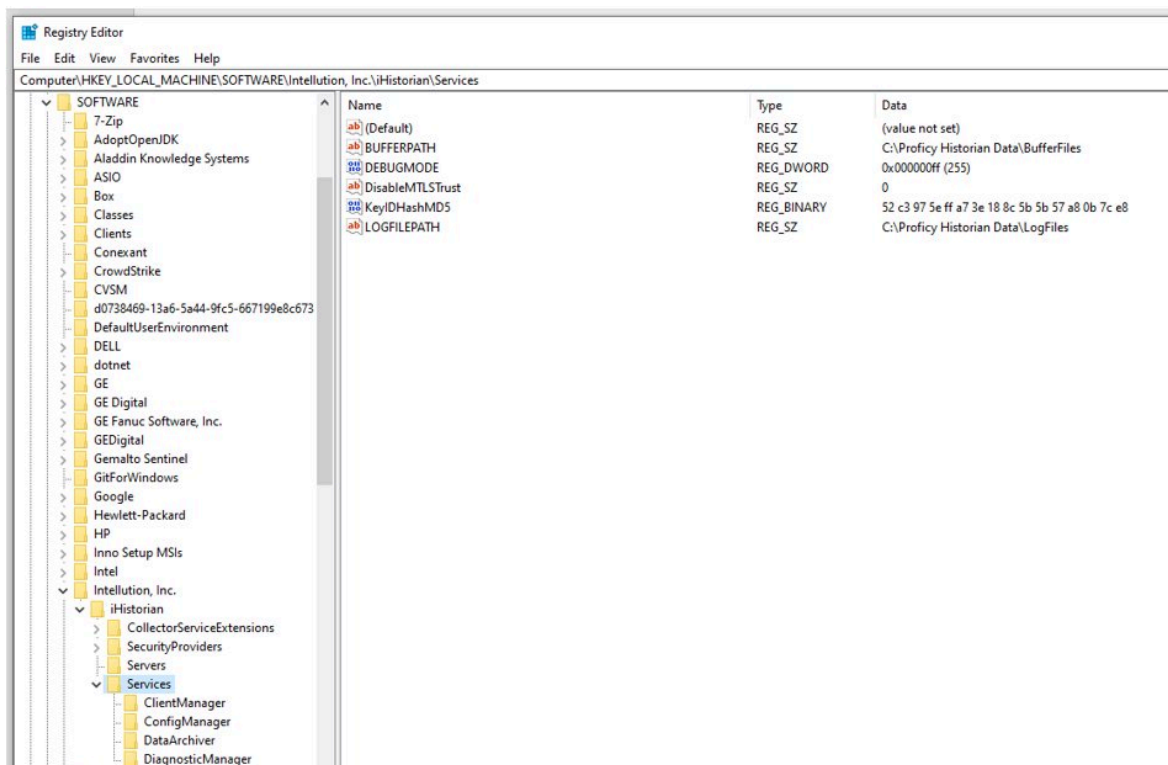 Registry Editor
File Edit View Favorites Help
Computer\HKEY_LOCAL_MACHINE\SOFTWARE\Intellution, Inc.\iHistorian\Services
SOFTWARE
7-Zip
AdoptOpenJDK
Aladdin Knowledge Systems
ASIO
Box
Classes
Clients
Conexant
CrowdStrike
CVSM
d0738469-13a6-5a44-9fc5-667199e8c673
DefaultUserEnvironment
DELL
dotnet
GE
GE Digital
GE Fanuc Software, Inc.
GEDigital
Gemalto Sentinel
GitForWindows
Google
Hewlett-Packard
HP
Inno Setup MSIs
Intel
Intellution, Inc.
iHistorian
CollectorServiceExtensions
SecurityProviders
Servers
Services
ClientManager
ConfigManager
DataArchiver
DiagnosticManager
Name Type Data
(Default) REG_SZ (value not set)
BUFFERPATH REG_SZ C:\Proficy Historian Data\BufferFiles
DEBUGMODE REG_DWORD 0x000000ff (255)
DisableMTLSTrust REG_SZ 0
KeyIDHashMD5 REG_BINARY 52 c3 97 5e ff a7 3e 18 8c 5b 5b 57 a8 0b 7c e8
LOGFILEPATH REG_SZ C:\Proficy Historian Data\LogFiles